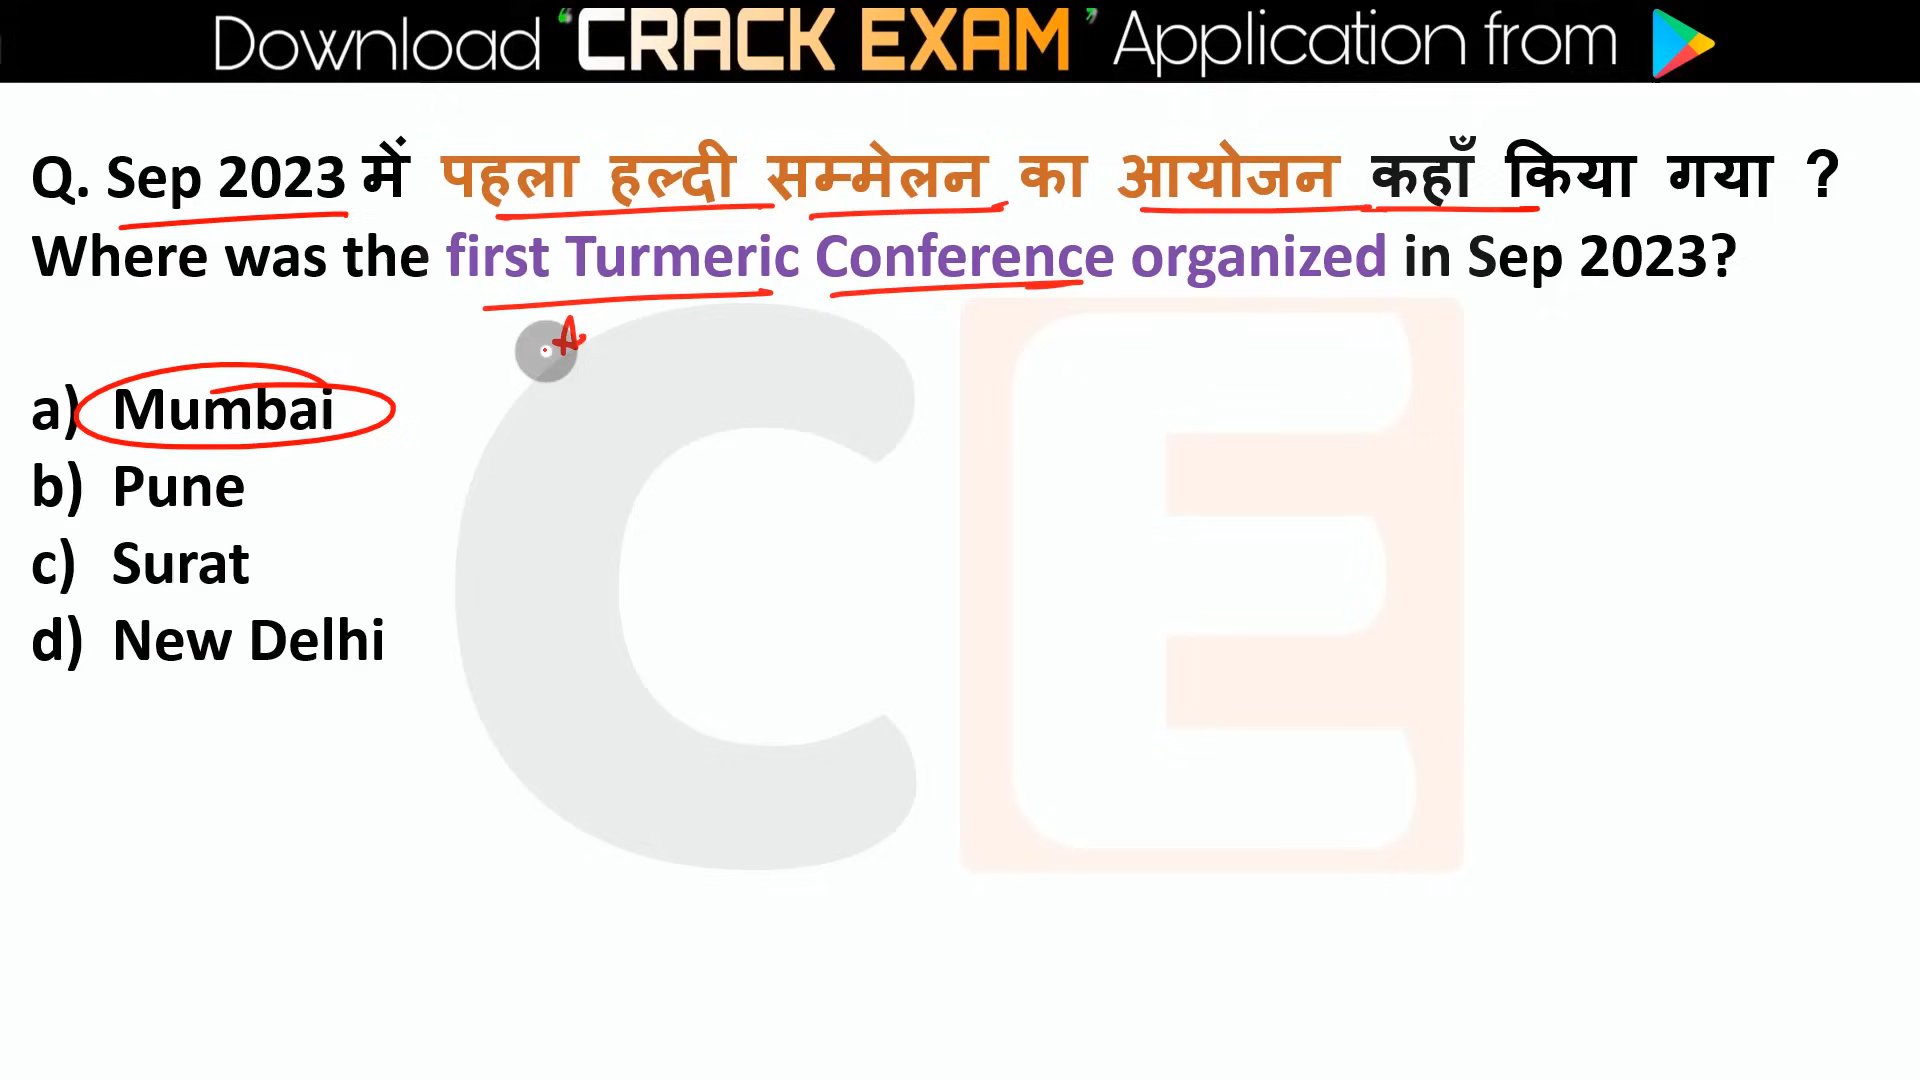 Download ‘CRACK EXAM’ Application from
Q. Sep 2023 में पहला हल्दी सम्मेलन का आयोजन कहाँ किया गया ?
Where was the first Turmeric Conference organized in Sep 2023?
A
a) Mumbai
b) Pune
c) Surat
d) New Delhi
CE